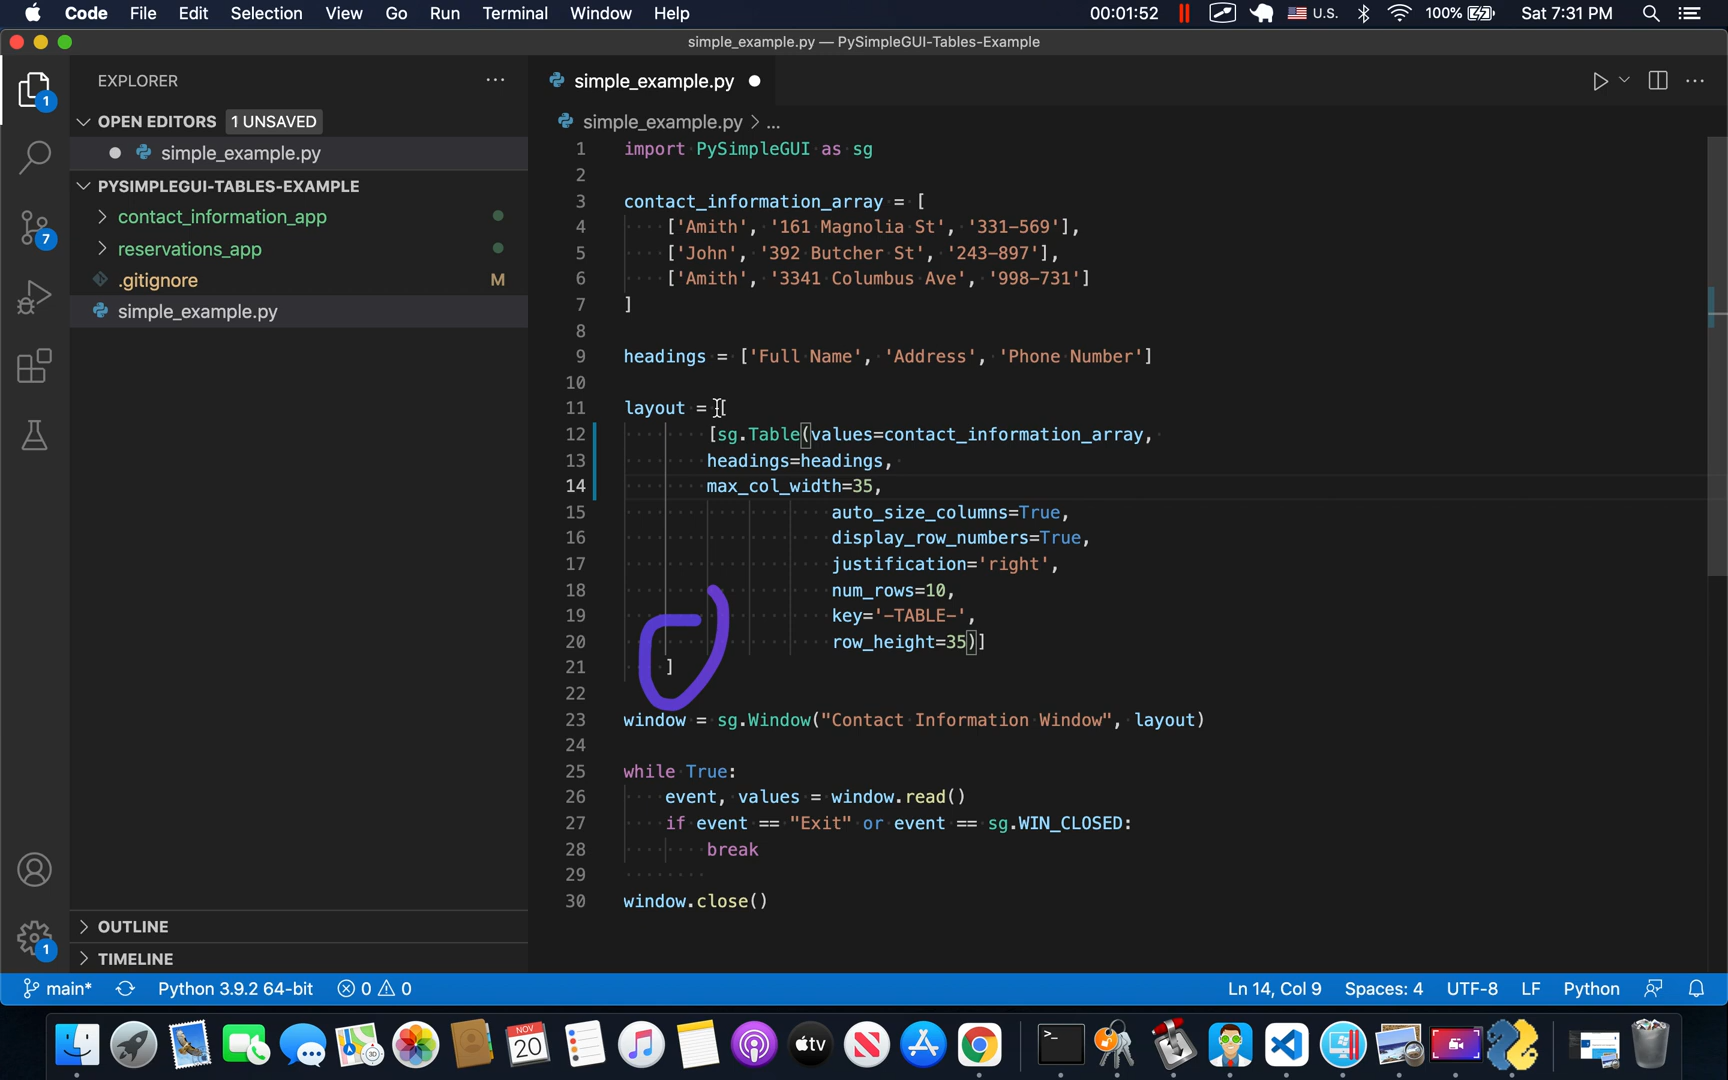 Code File Edit Selection View Go Run Terminal Window Help 00:01:52 U.S. 100% Sat 7:31 PM
simple_example.py — PySimpleGUI-Tables-Example
EXPLORER ···
simple_example.py
OPEN EDITORS 1 UNSAVED
simple_example.py
PYSIMPLEGUI-TABLES-EXAMPLE
contact_information_app
reservations_app
.gitignore M
simple_example.py
1
7
OUTLINE
TIMELINE
1
simple_example.py > ...
1 import PySimpleGUI as sg
2
3 contact_information_array = [
4 ['Amith', '161 Magnolia St', '331-569'],
5 ['John', '392 Butcher St', '243-897'],
6 ['Amith', '3341 Columbus Ave', '998-731']
7 ]
8
9 headings = ['Full Name', 'Address', 'Phone Number']
10
11 layout = [
12 [sg.Table(values=contact_information_array,
13 headings=headings,
14 max_col_width=35,
15 auto_size_columns=True,
16 display_row_numbers=True,
17 justification='right',
18 num_rows=10,
19 key='-TABLE-',
20 row_height=35)]
21 ]
22
23 window = sg.Window("Contact Information Window", layout)
24
25 while True:
26 event, values = window.read()
27 if event == "Exit" or event == sg.WIN_CLOSED:
28 break
29
30 window.close()
main* Python 3.9.2 64-bit 0 0 Ln 14, Col 9 Spaces: 4 UTF-8 LF Python
NOV
20
tv